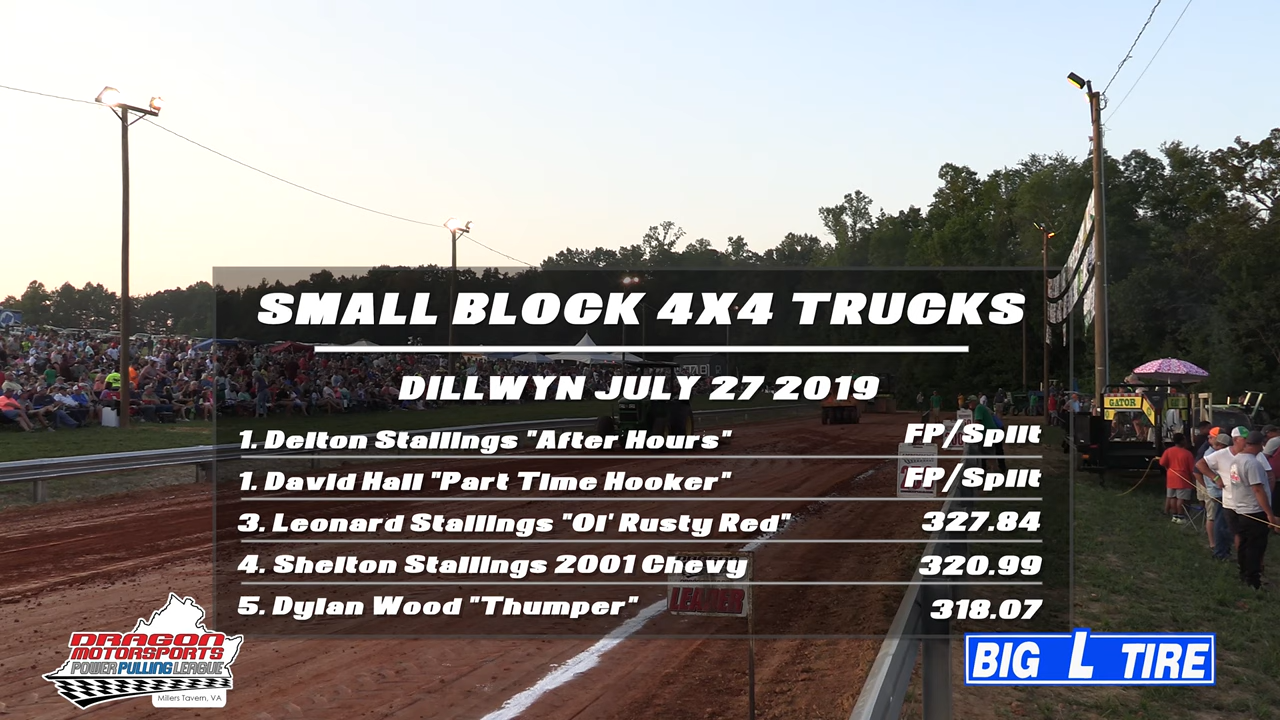 SMALL BLOCK 4X4 TRUCKS
DILLWYN JULY 27 2019
1. Delton Stallings "After Hours" FP/Split
1. David Hall "Part Time Hooker" FP/Split
3. Leonard Stallings "Ol' Rusty Red" 327.84
4. Shelton Stallings 2001 Chevy 320.99
5. Dylan Wood "Thumper" 318.07
GATOR
LEADER
DRAGON
MOTORSPORTS
POWER PULLING LEAGUE
Millers Tavern, VA
BIG L TIRE